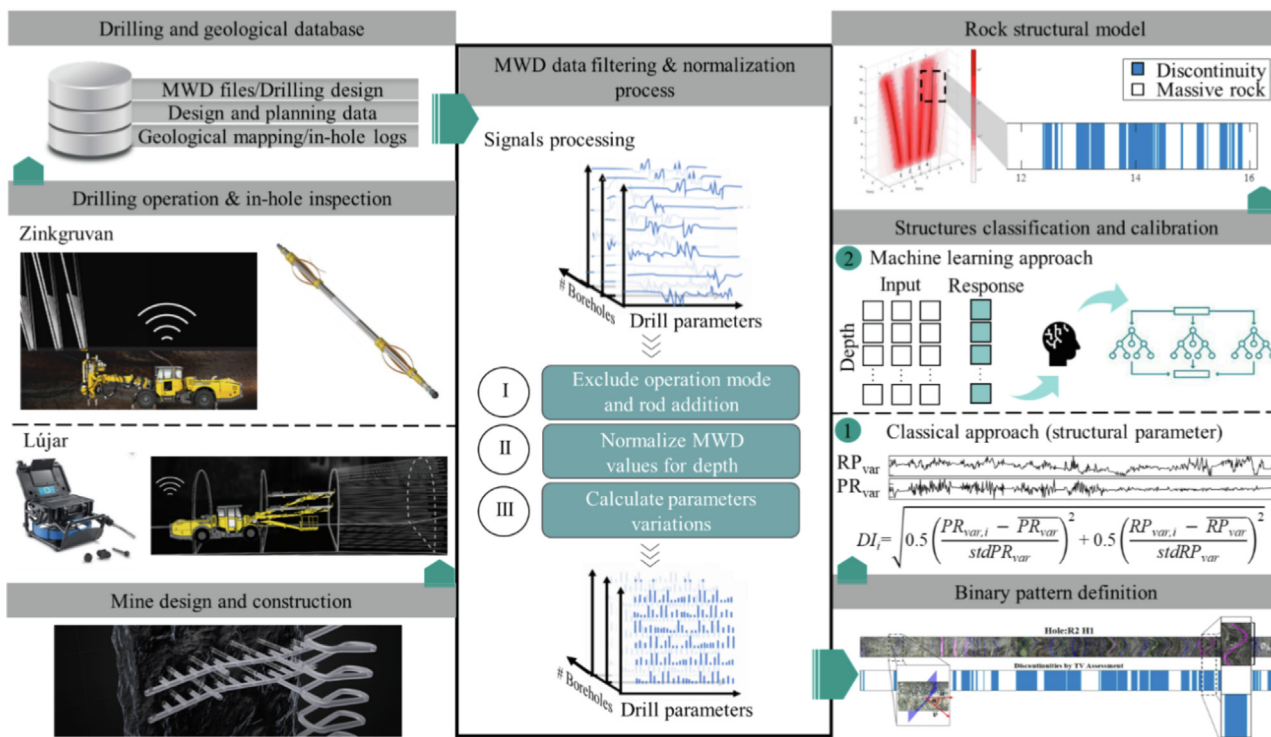 Drilling and geological database
MWD files/Drilling design
Design and planning data
Geological mapping/in-hole logs
Drilling operation & in-hole inspection
Zinkgruvan
Lújar
Mine design and construction
MWD data filtering & normalization
process
Signals processing
# Boreholes
Drill parameters
I
Exclude operation mode
and rod addition
II
Normalize MWD
values for depth
III
Calculate parameters
variations
# Boreholes
Drill parameters
Rock structural model
Discontinuity
Massive rock
12 14 16
Structures classification and calibration
2 Machine learning approach
Input Response
Depth
1 Classical approach (structural parameter)
RPvar
PRvar
DIi= √0.5 ((PRvar,i − P̅R̅var)/stdPRvar)² + 0.5 ((RPvar,i − R̅P̅var)/stdRPvar)²
Binary pattern definition
Hole:R2 H1
Discontinuities by TV Assessment